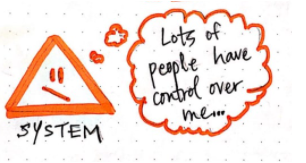 Lots of
people have
control over
me...
SYSTEM